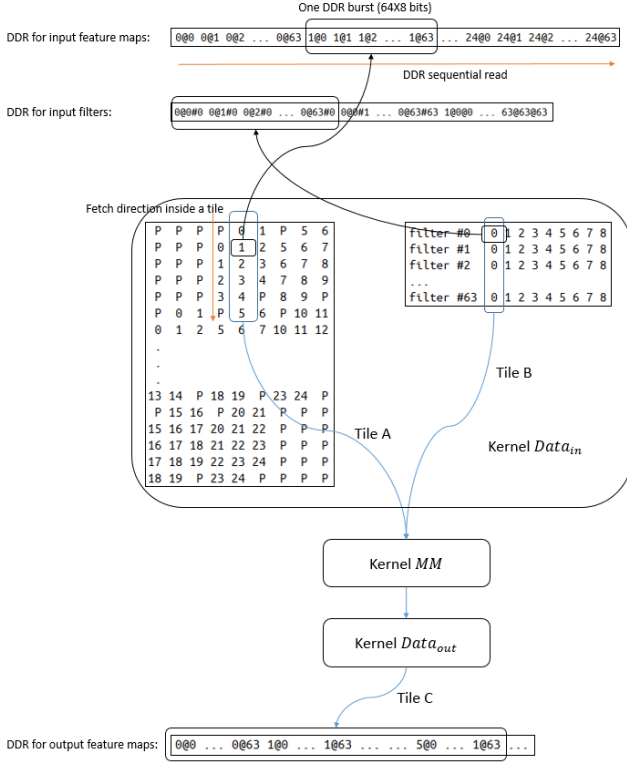 One DDR burst (64X8 bits)
DDR for input feature maps:
0@0 0@1 0@2 ... 0@63 1@0 1@1 1@2 ... 1@63 ... 24@0 24@1 24@2 ... 24@63
DDR sequential read
DDR for input filters:
0@0#0 0@1#0 0@2#0 ... 0@63#0 0@0#1 ... 0@63#63 1@0@0 ... 63@63@63
Fetch direction inside a tile
P P P P 0 1 P 5 6
P P P 0 1 2 5 6 7
P P P 1 2 3 6 7 8
P P P 2 3 4 7 8 9
P P P 3 4 P 8 9 P
P 0 1 P 5 6 P 10 11
0 1 2 5 6 7 10 11 12
.
.
.
13 14 P 18 19 P 23 24 P
P 15 16 P 20 21 P P P
15 16 17 20 21 22 P P P
16 17 18 21 22 23 P P P
17 18 19 22 23 24 P P P
18 19 P 23 24 P P P P
filter #0 0 1 2 3 4 5 6 7 8
filter #1 0 1 2 3 4 5 6 7 8
filter #2 0 1 2 3 4 5 6 7 8
...
filter #63 0 1 2 3 4 5 6 7 8
Tile B
Tile A
Kernel Data_in
Kernel MM
Kernel Data_out
Tile C
DDR for output feature maps:
0@0 ... 0@63 1@0 ... 1@63 ... ... 5@0 ... 1@63 ...